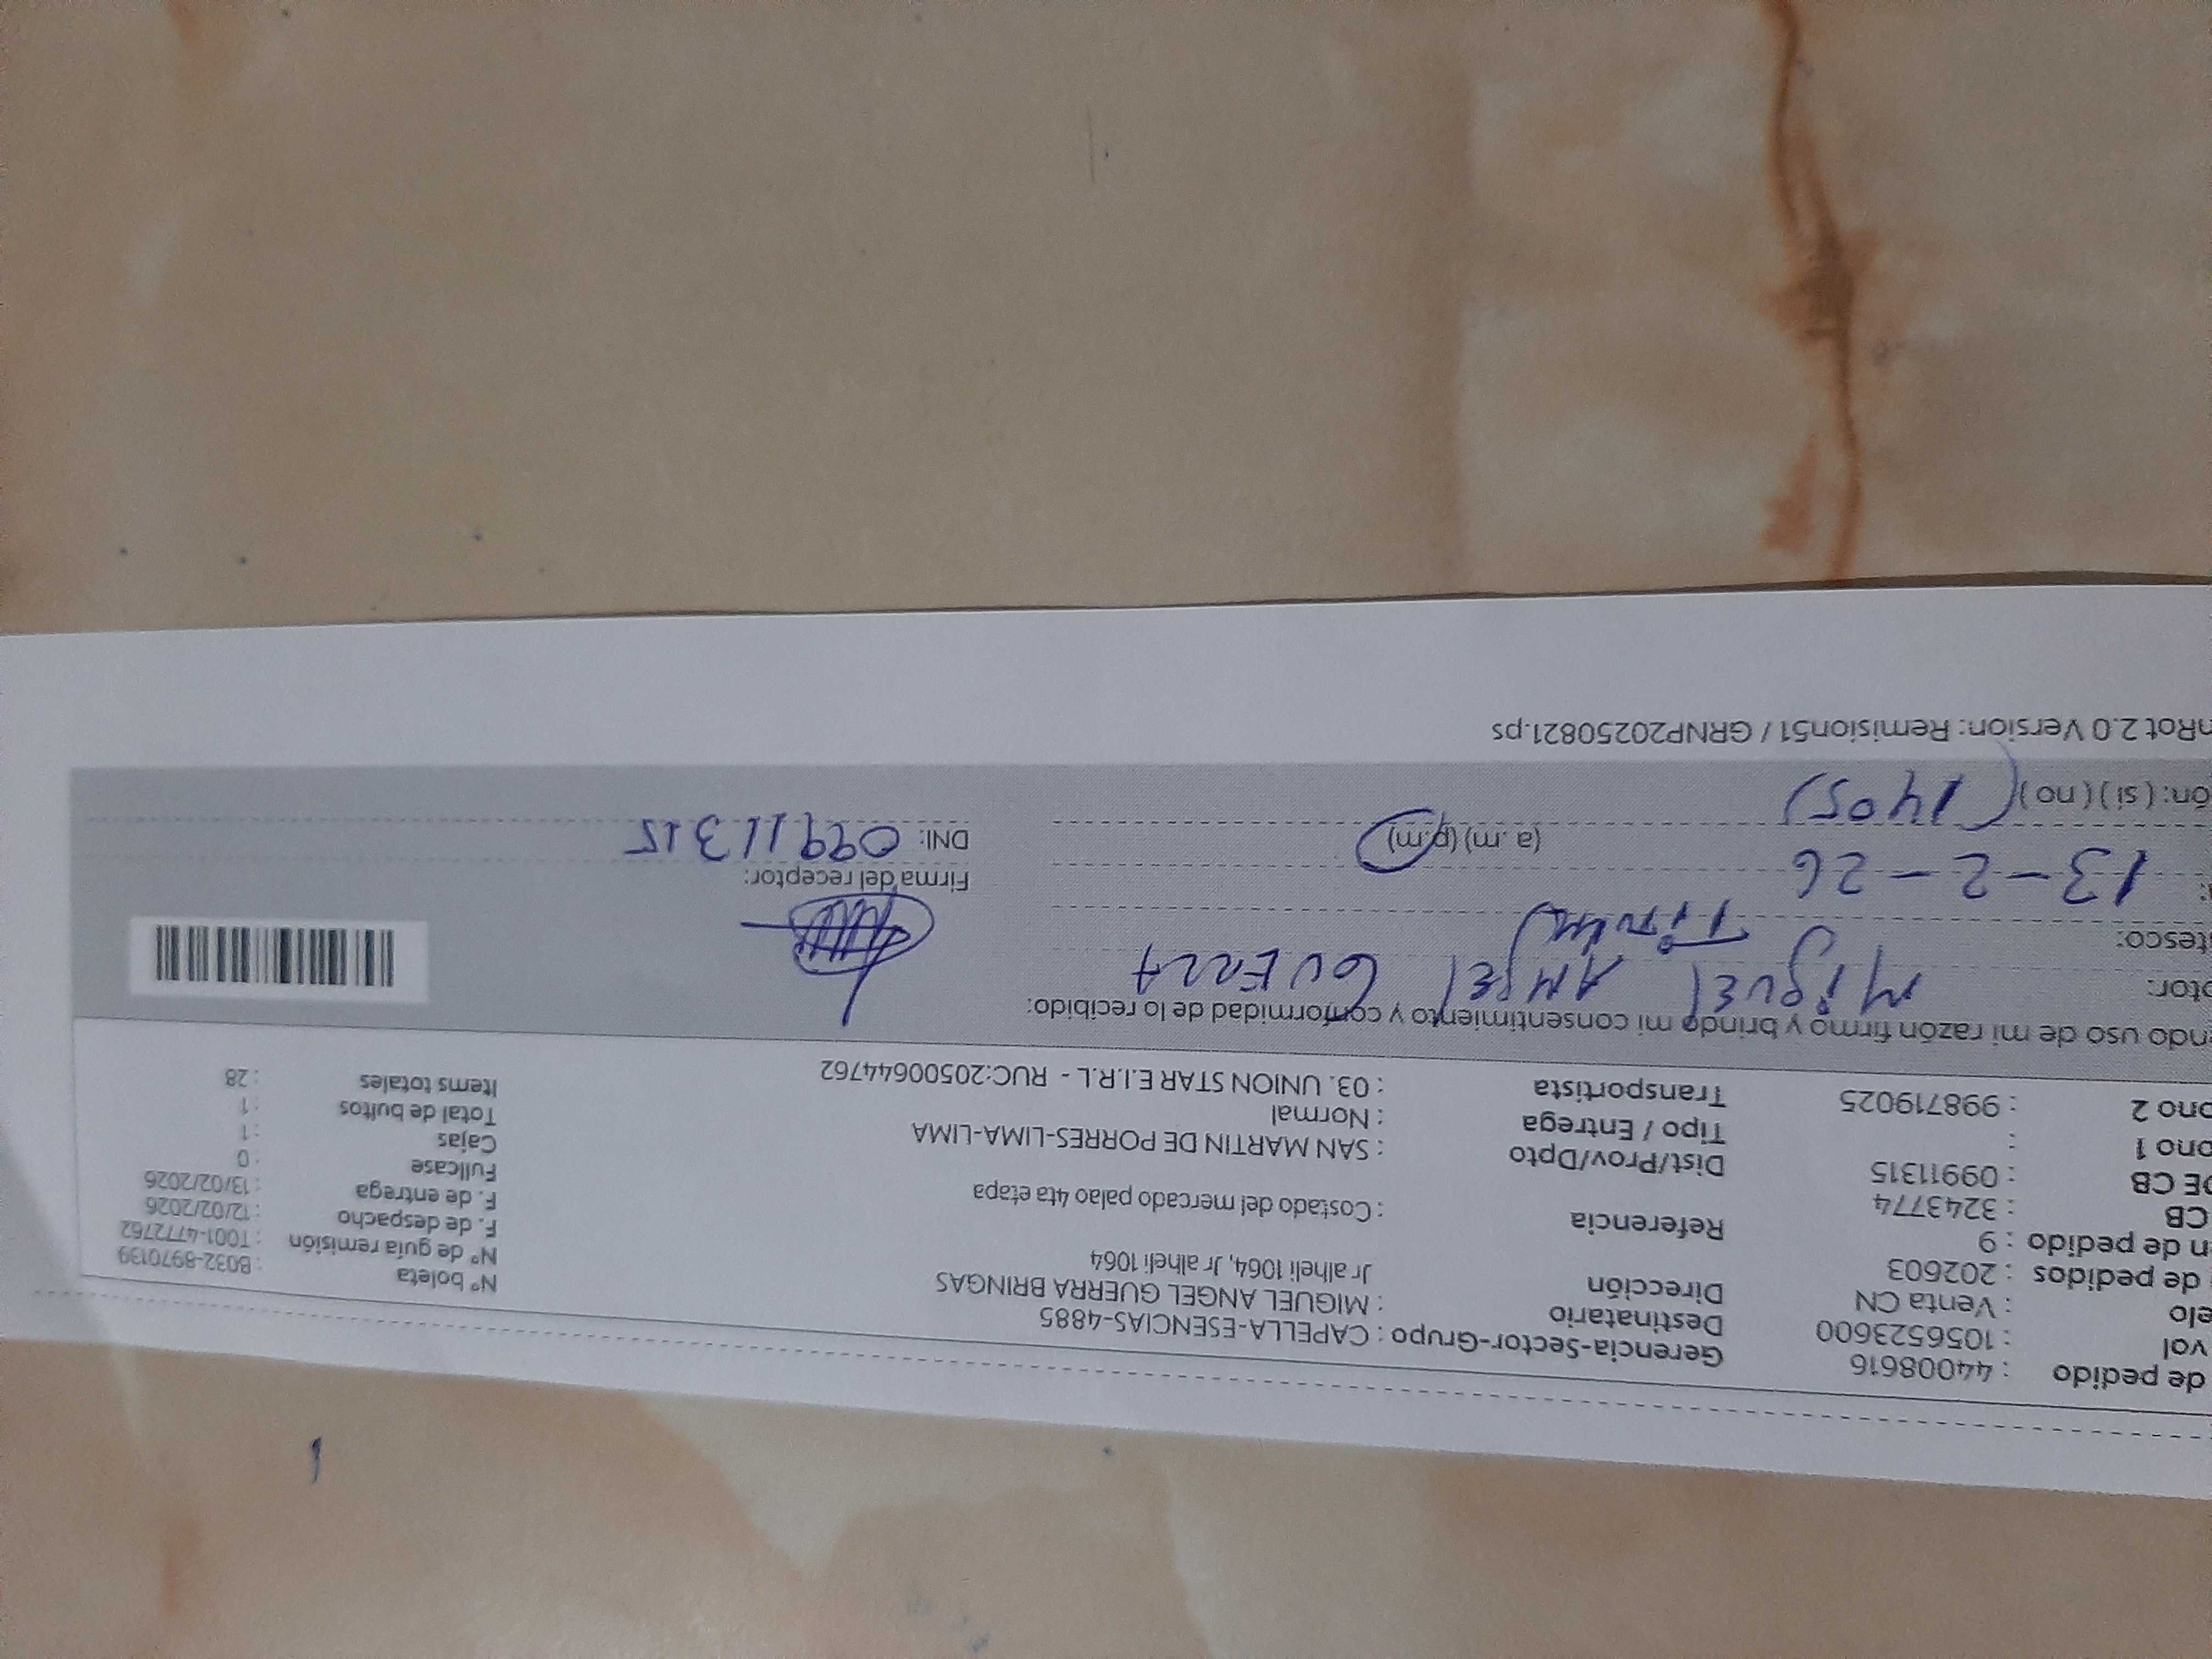 de pedido : 44008616 Gerencia-Sector-Grupo : CAPELLA-ESENCIAS-4885
vol : 1056523600 Destinatario : MIGUEL ANGEL GUERRA BRINGAS Nº boleta : B032-8970139
elo : Venta CN Dirección Jr alheli 1064, Jr alheli 1064 Nº de guía remisión : T001-4772762
de pedidos : 202603 F. de despacho : 12/02/2026
n de pedido : 9 Referencia : Costado del mercado palao 4ta etapa F. de entrega : 13/02/2026
CB : 3243774 Fullcase : 0
DE CB : 09911315 Dist/Prov/Dpto : SAN MARTIN DE PORRES-LIMA-LIMA Cajas : 1
ono 1 : Tipo / Entrega : Normal Total de bultos : 1
ono 2 : 998719025 Transportista : 03. UNION STAR E.I.R.L - RUC:20500644762 Items totales : 28
endo uso de mi razón firmo y brindo mi consentimiento y conformidad de lo recibido:
ptor: MIGUEL ANGEL GUERRA
tesco: Titular
Firma del receptor:
: 13-2-26 (a.m) (p.m) DNI: 09911315
ón: ( si ) ( no ) (1405)
nRot 2.0 Version: Remision51 / GRNP20250821.ps